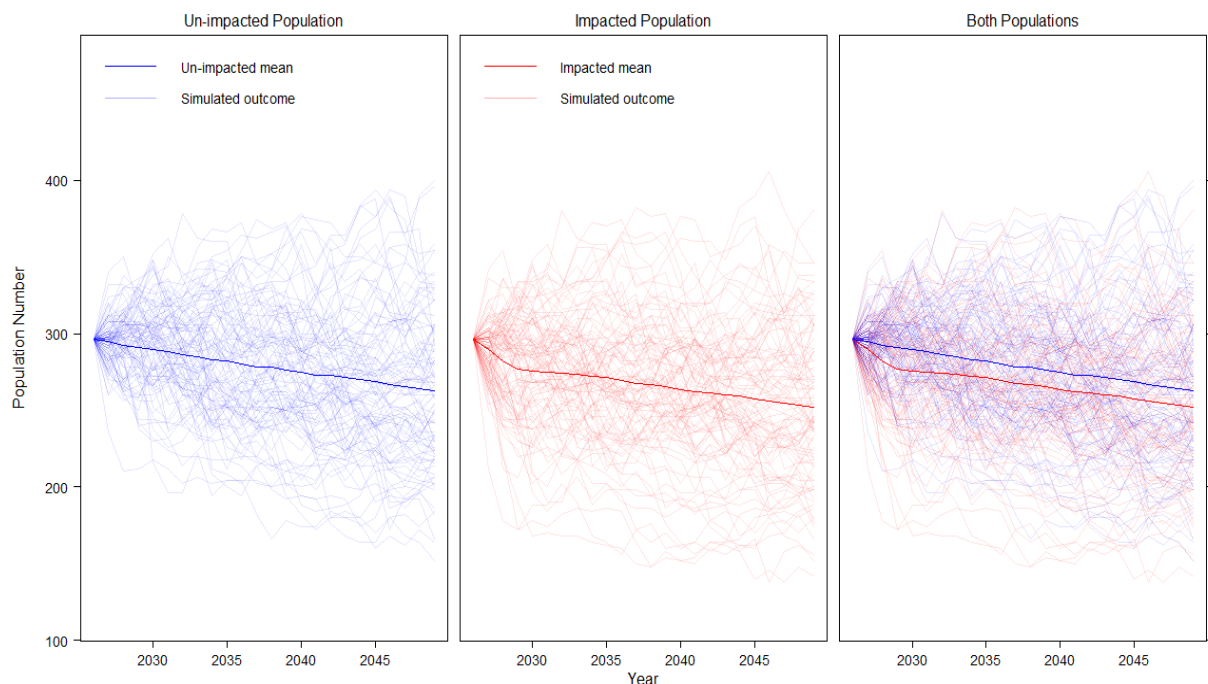 Un-impacted Population
Impacted Population
Both Populations
Un-impacted mean
Simulated outcome
Impacted mean
Simulated outcome
Population Number
400
300
200
100
2030 2035 2040 2045
2030 2035 2040 2045
2030 2035 2040 2045
Year